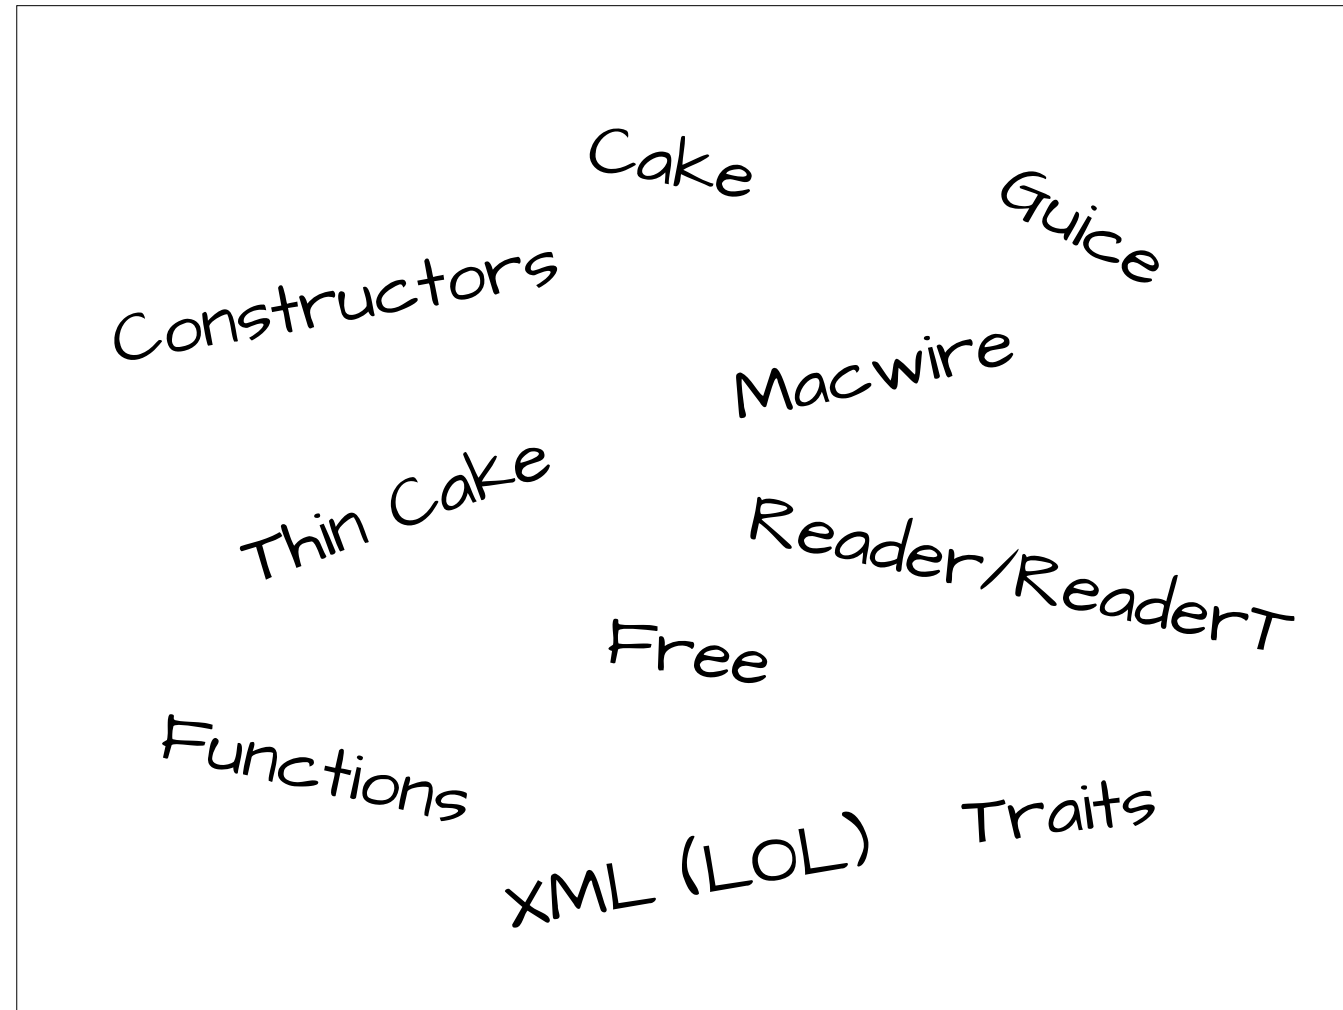 Cake
Guice
Constructors
Macwire
Thin Cake
Reader/ReaderT
Free
Functions
Traits
XML (LOL)